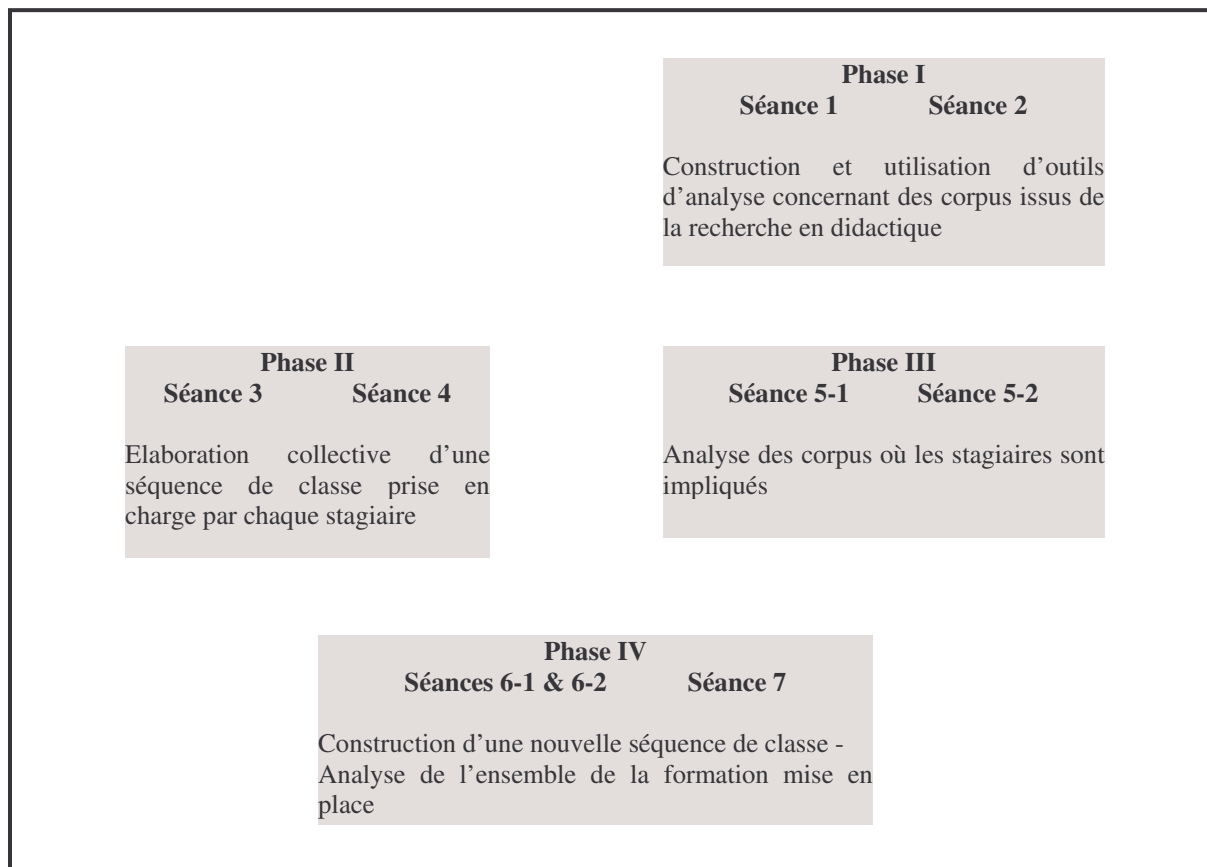 Phase I
Séance 1 Séance 2
Construction et utilisation d’outils
d’analyse concernant des corpus issus de
la recherche en didactique
Phase II
Séance 3 Séance 4
Elaboration collective d’une
séquence de classe prise en
charge par chaque stagiaire
Phase III
Séance 5-1 Séance 5-2
Analyse des corpus où les stagiaires sont
impliqués
Phase IV
Séances 6-1 & 6-2 Séance 7
Construction d’une nouvelle séquence de classe -
Analyse de l’ensemble de la formation mise en
place